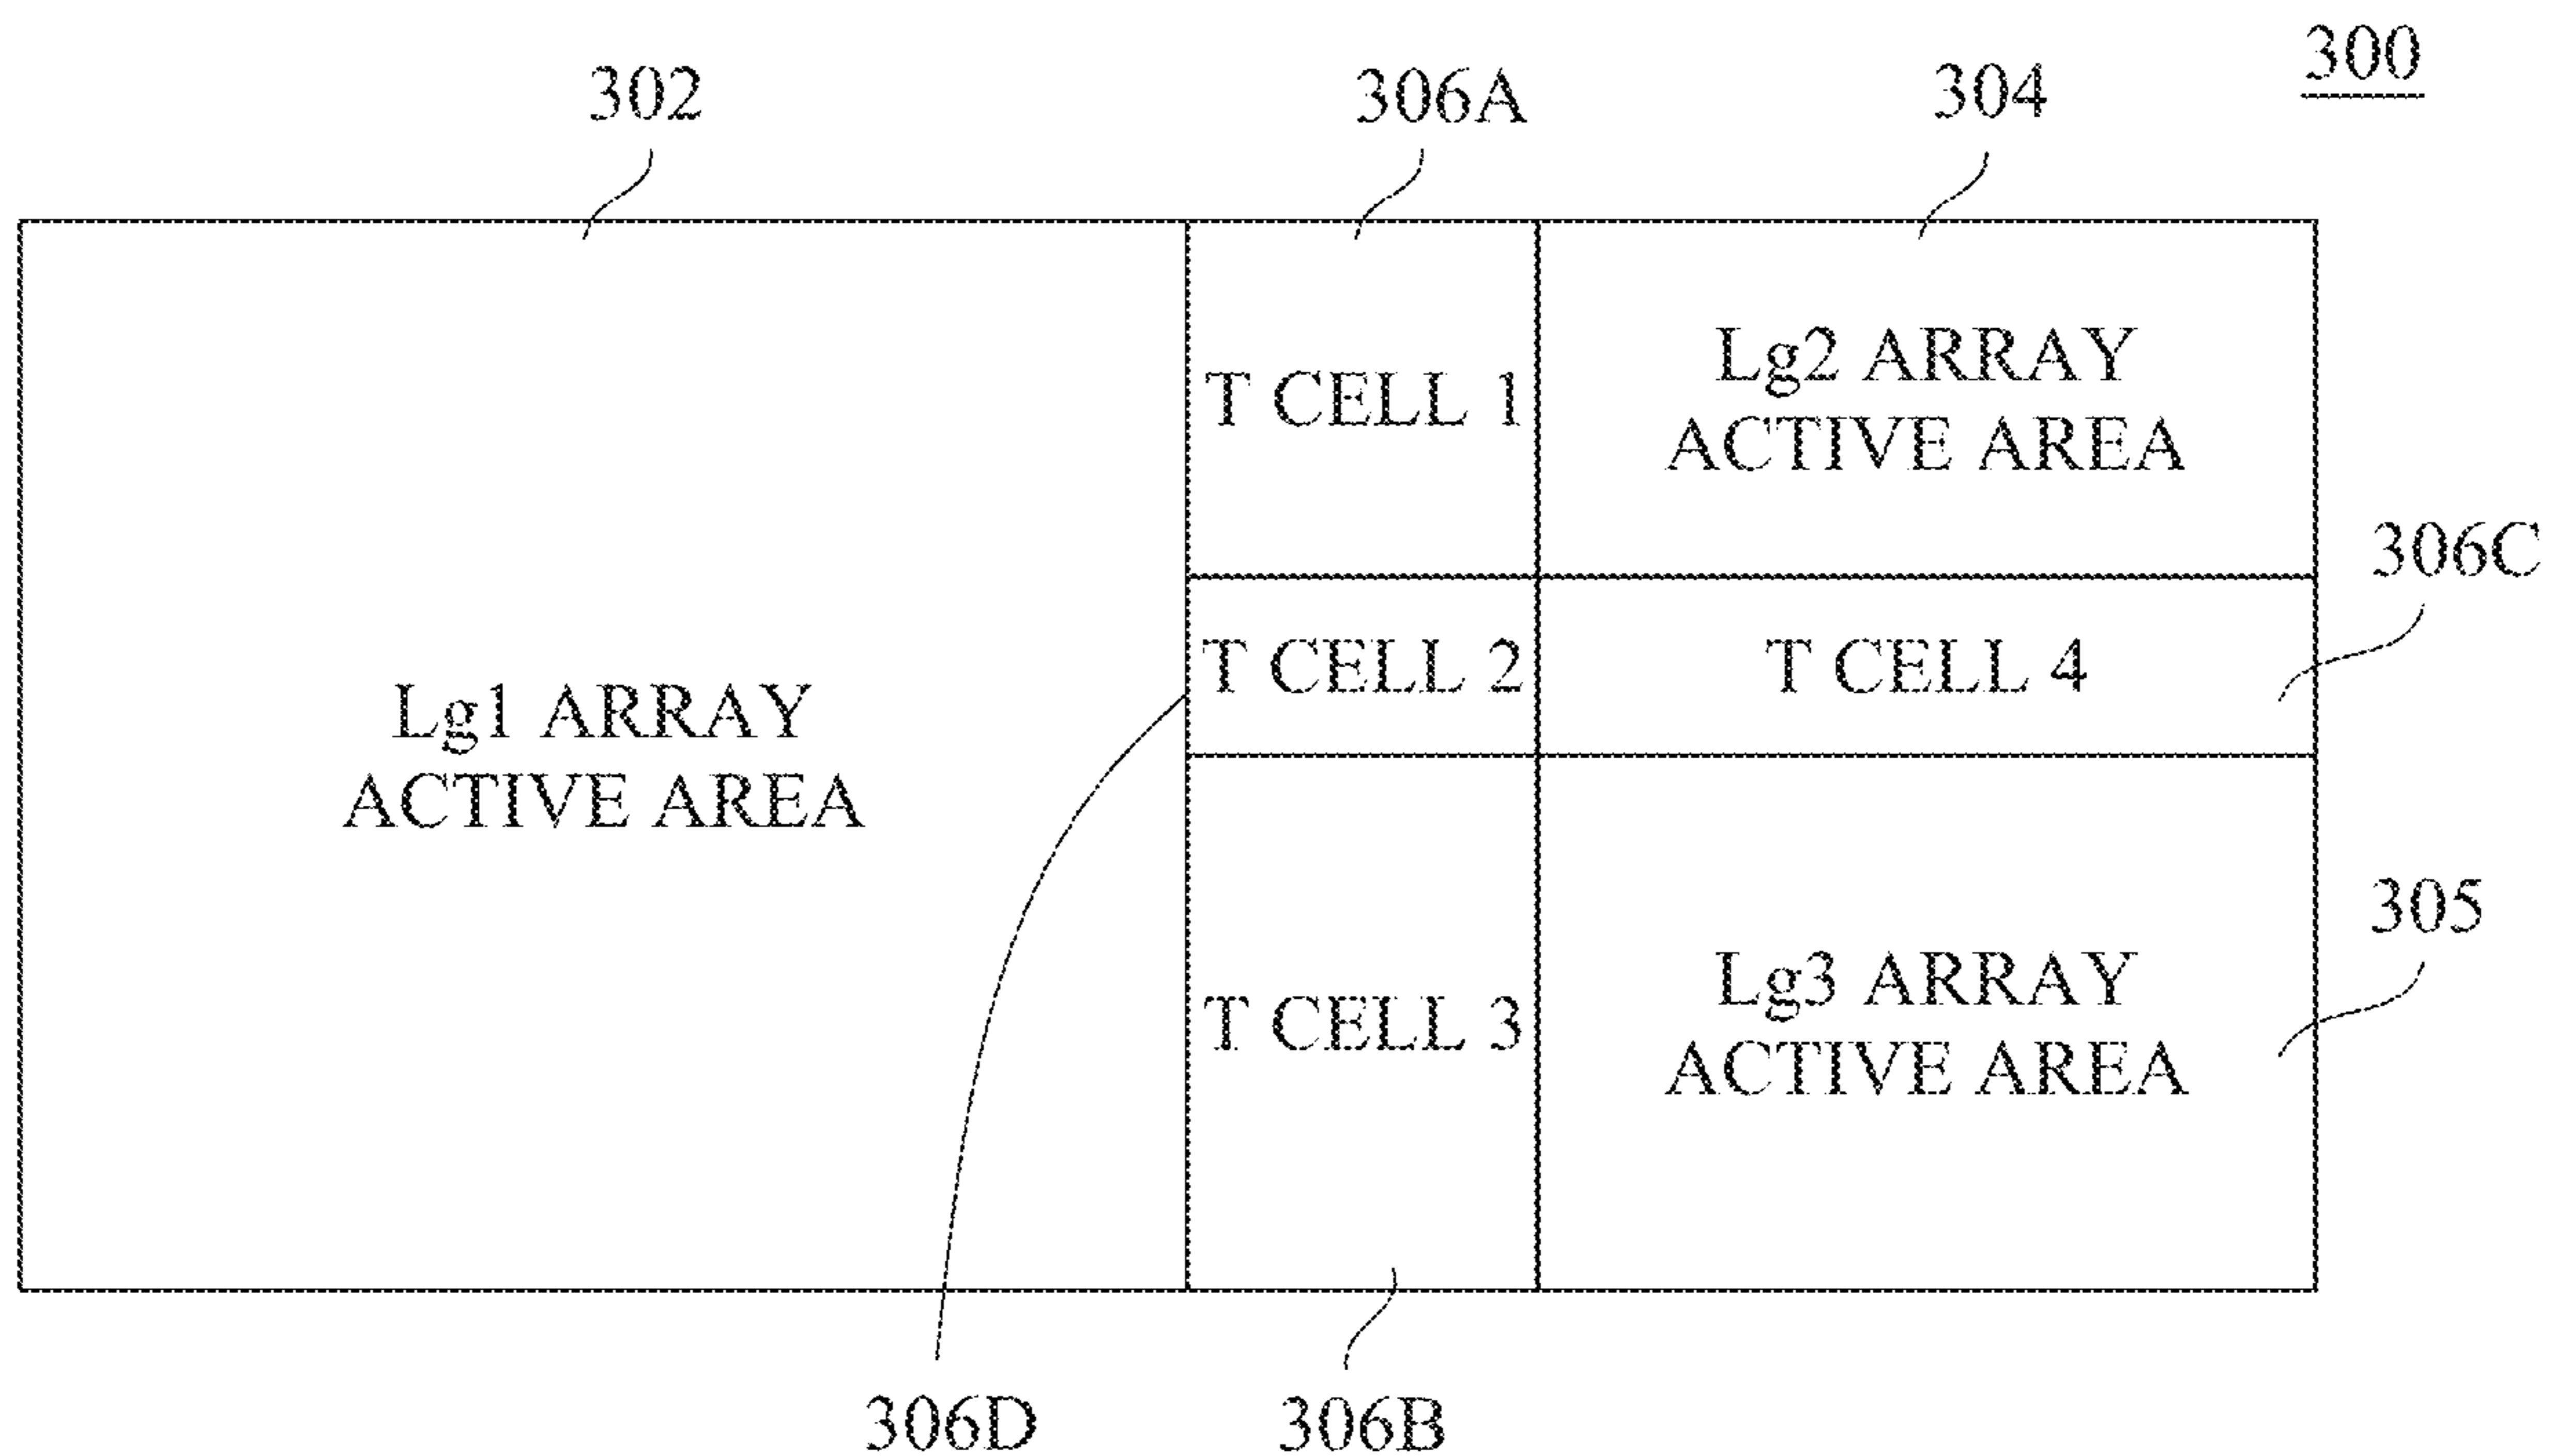 300
302
306A
304
T CELL 1
Lg2 ARRAY
ACTIVE AREA
306C
T CELL 2
T CELL 4
Lg1 ARRAY
ACTIVE AREA
305
T CELL 3
Lg3 ARRAY
ACTIVE AREA
306D
306B